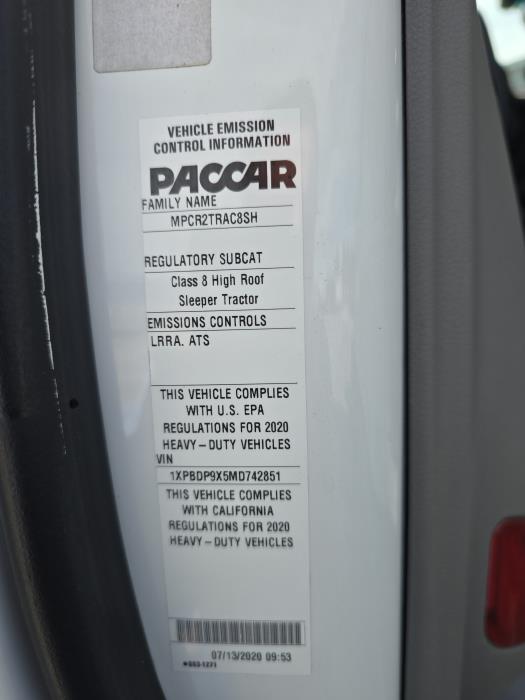 VEHICLE EMISSION
CONTROL INFORMATION
PACCAR
FAMILY NAME
MPCR2TRAC8SH
REGULATORY SUBCAT
Class 8 High Roof
Sleeper Tractor
EMISSIONS CONTROLS
LRRA. ATS
THIS VEHICLE COMPLIES
WITH U.S. EPA
REGULATIONS FOR 2020
HEAVY-DUTY VEHICLES
VIN
1XPBDP9X5MD742851
THIS VEHICLE COMPLIES
WITH CALIFORNIA
REGULATIONS FOR 2020
HEAVY-DUTY VEHICLES
07/13/2020 09:53